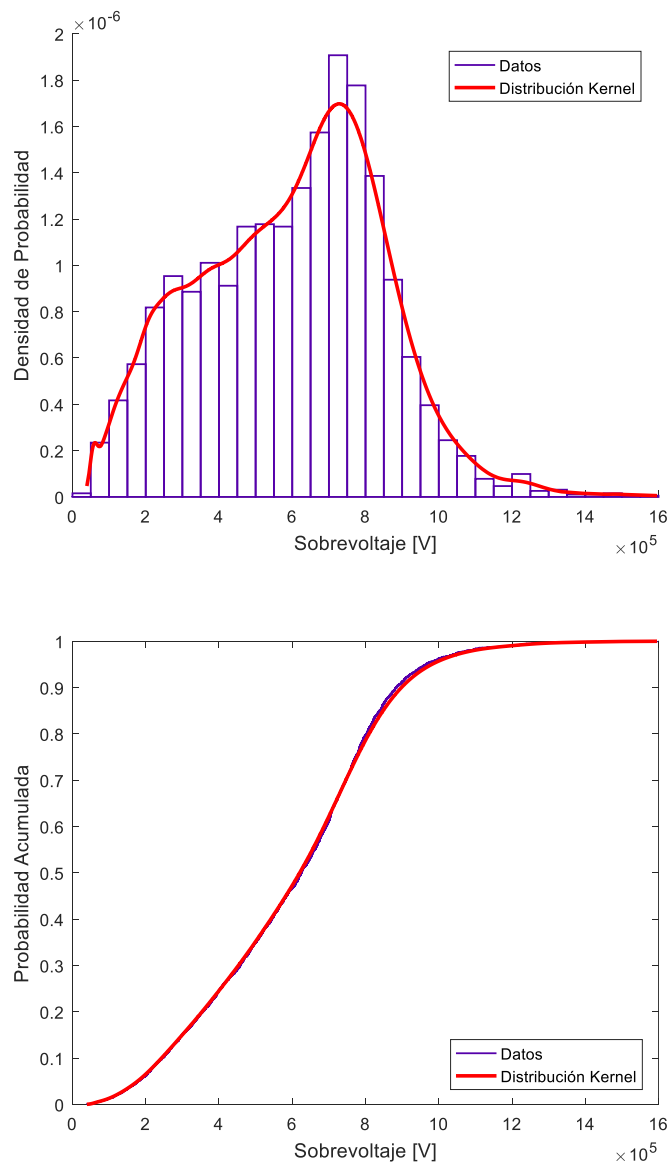 ×10⁻⁶
2
1.8
1.6
1.4
1.2
1
0.8
0.6
0.4
0.2
0
Densidad de Probabilidad
Datos
Distribución Kernel
0 2 4 6 8 10 12 14 16
Sobrevoltaje [V]
×10⁵
1
0.9
0.8
0.7
0.6
0.5
0.4
0.3
0.2
0.1
0
Probabilidad Acumulada
Datos
Distribución Kernel
0 2 4 6 8 10 12 14 16
Sobrevoltaje [V]
×10⁵